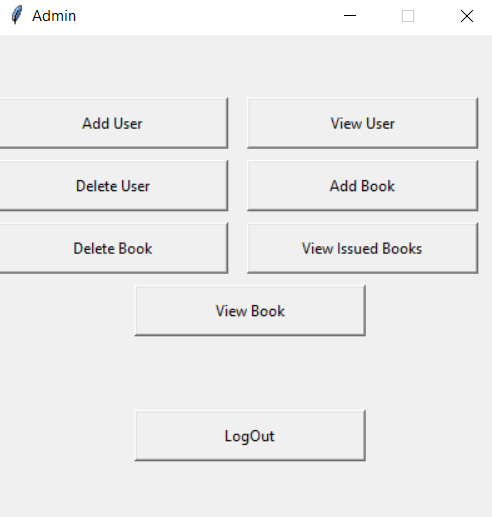 Admin
Add User
View User
Delete User
Add Book
Delete Book
View Issued Books
View Book
LogOut